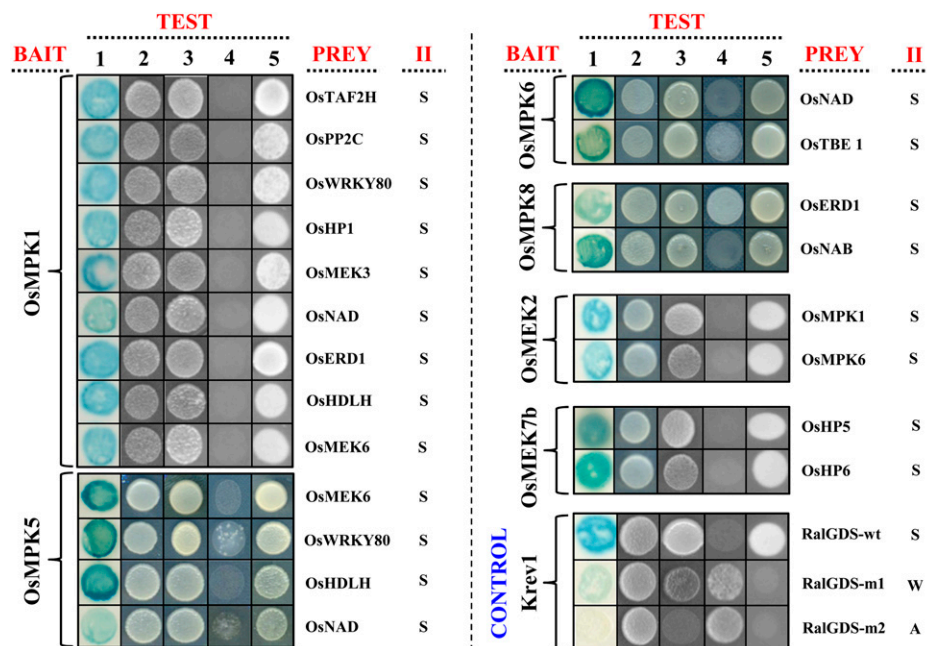 TEST
BAIT 1 2 3 4 5 PREY II
OsMPK1
OsTAF2H S
OsPP2C S
OsWRKY80 S
OsHP1 S
OsMEK3 S
OsNAD S
OsERD1 S
OsHDLH S
OsMEK6 S
OsMPK5
OsMEK6 S
OsWRKY80 S
OsHDLH S
OsNAD S
TEST
BAIT 1 2 3 4 5 PREY II
OsMPK6
OsNAD S
OsTBE 1 S
OsMPK8
OsERD1 S
OsNAB S
OsMEK2
OsMPK1 S
OsMPK6 S
OsMEK7b
OsHP5 S
OsHP6 S
CONTROL
Krev1
RalGDS-wt S
RalGDS-m1 W
RalGDS-m2 A